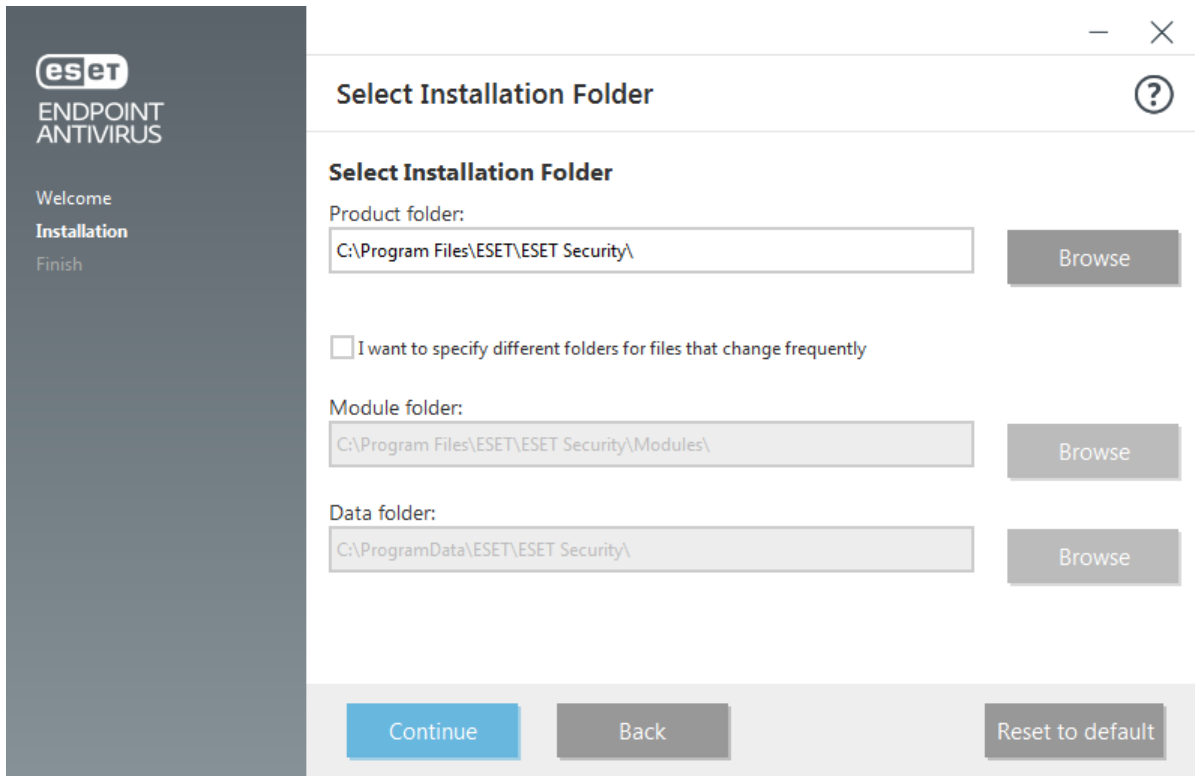 eset
ENDPOINT
ANTIVIRUS
Welcome
Installation
Finish
Select Installation Folder
?
Select Installation Folder
Product folder:
C:\Program Files\ESET\ESET Security\
Browse
I want to specify different folders for files that change frequently
Module folder:
C:\Program Files\ESET\ESET Security\Modules\
Browse
Data folder:
C:\ProgramData\ESET\ESET Security\
Browse
Continue
Back
Reset to default